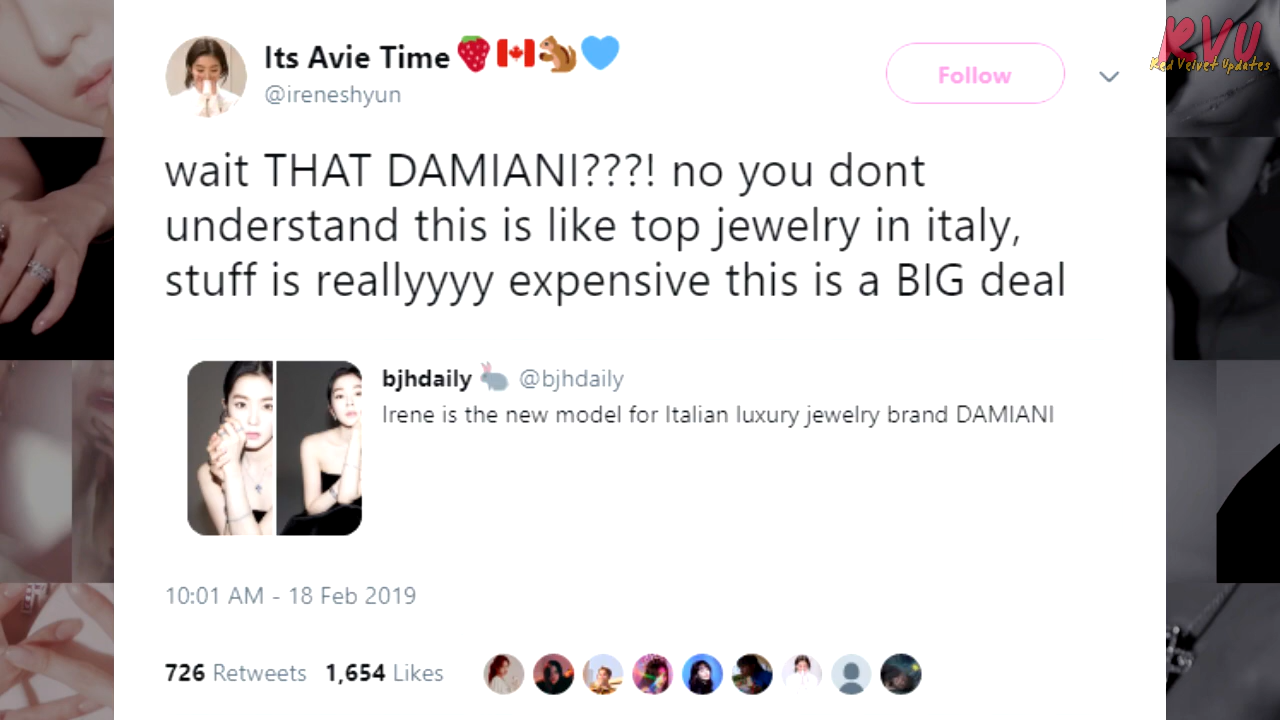 RVU
Red Velvet Updates
Its Avie Time 🍓🇨🇦🐿️💙
@ireneshyun
Follow
wait THAT DAMIANI???! no you dont
understand this is like top jewelry in italy,
stuff is reallyyyy expensive this is a BIG deal
bjhdaily 🐇 @bjhdaily
Irene is the new model for Italian luxury jewelry brand DAMIANI
10:01 AM - 18 Feb 2019
726 Retweets 1,654 Likes